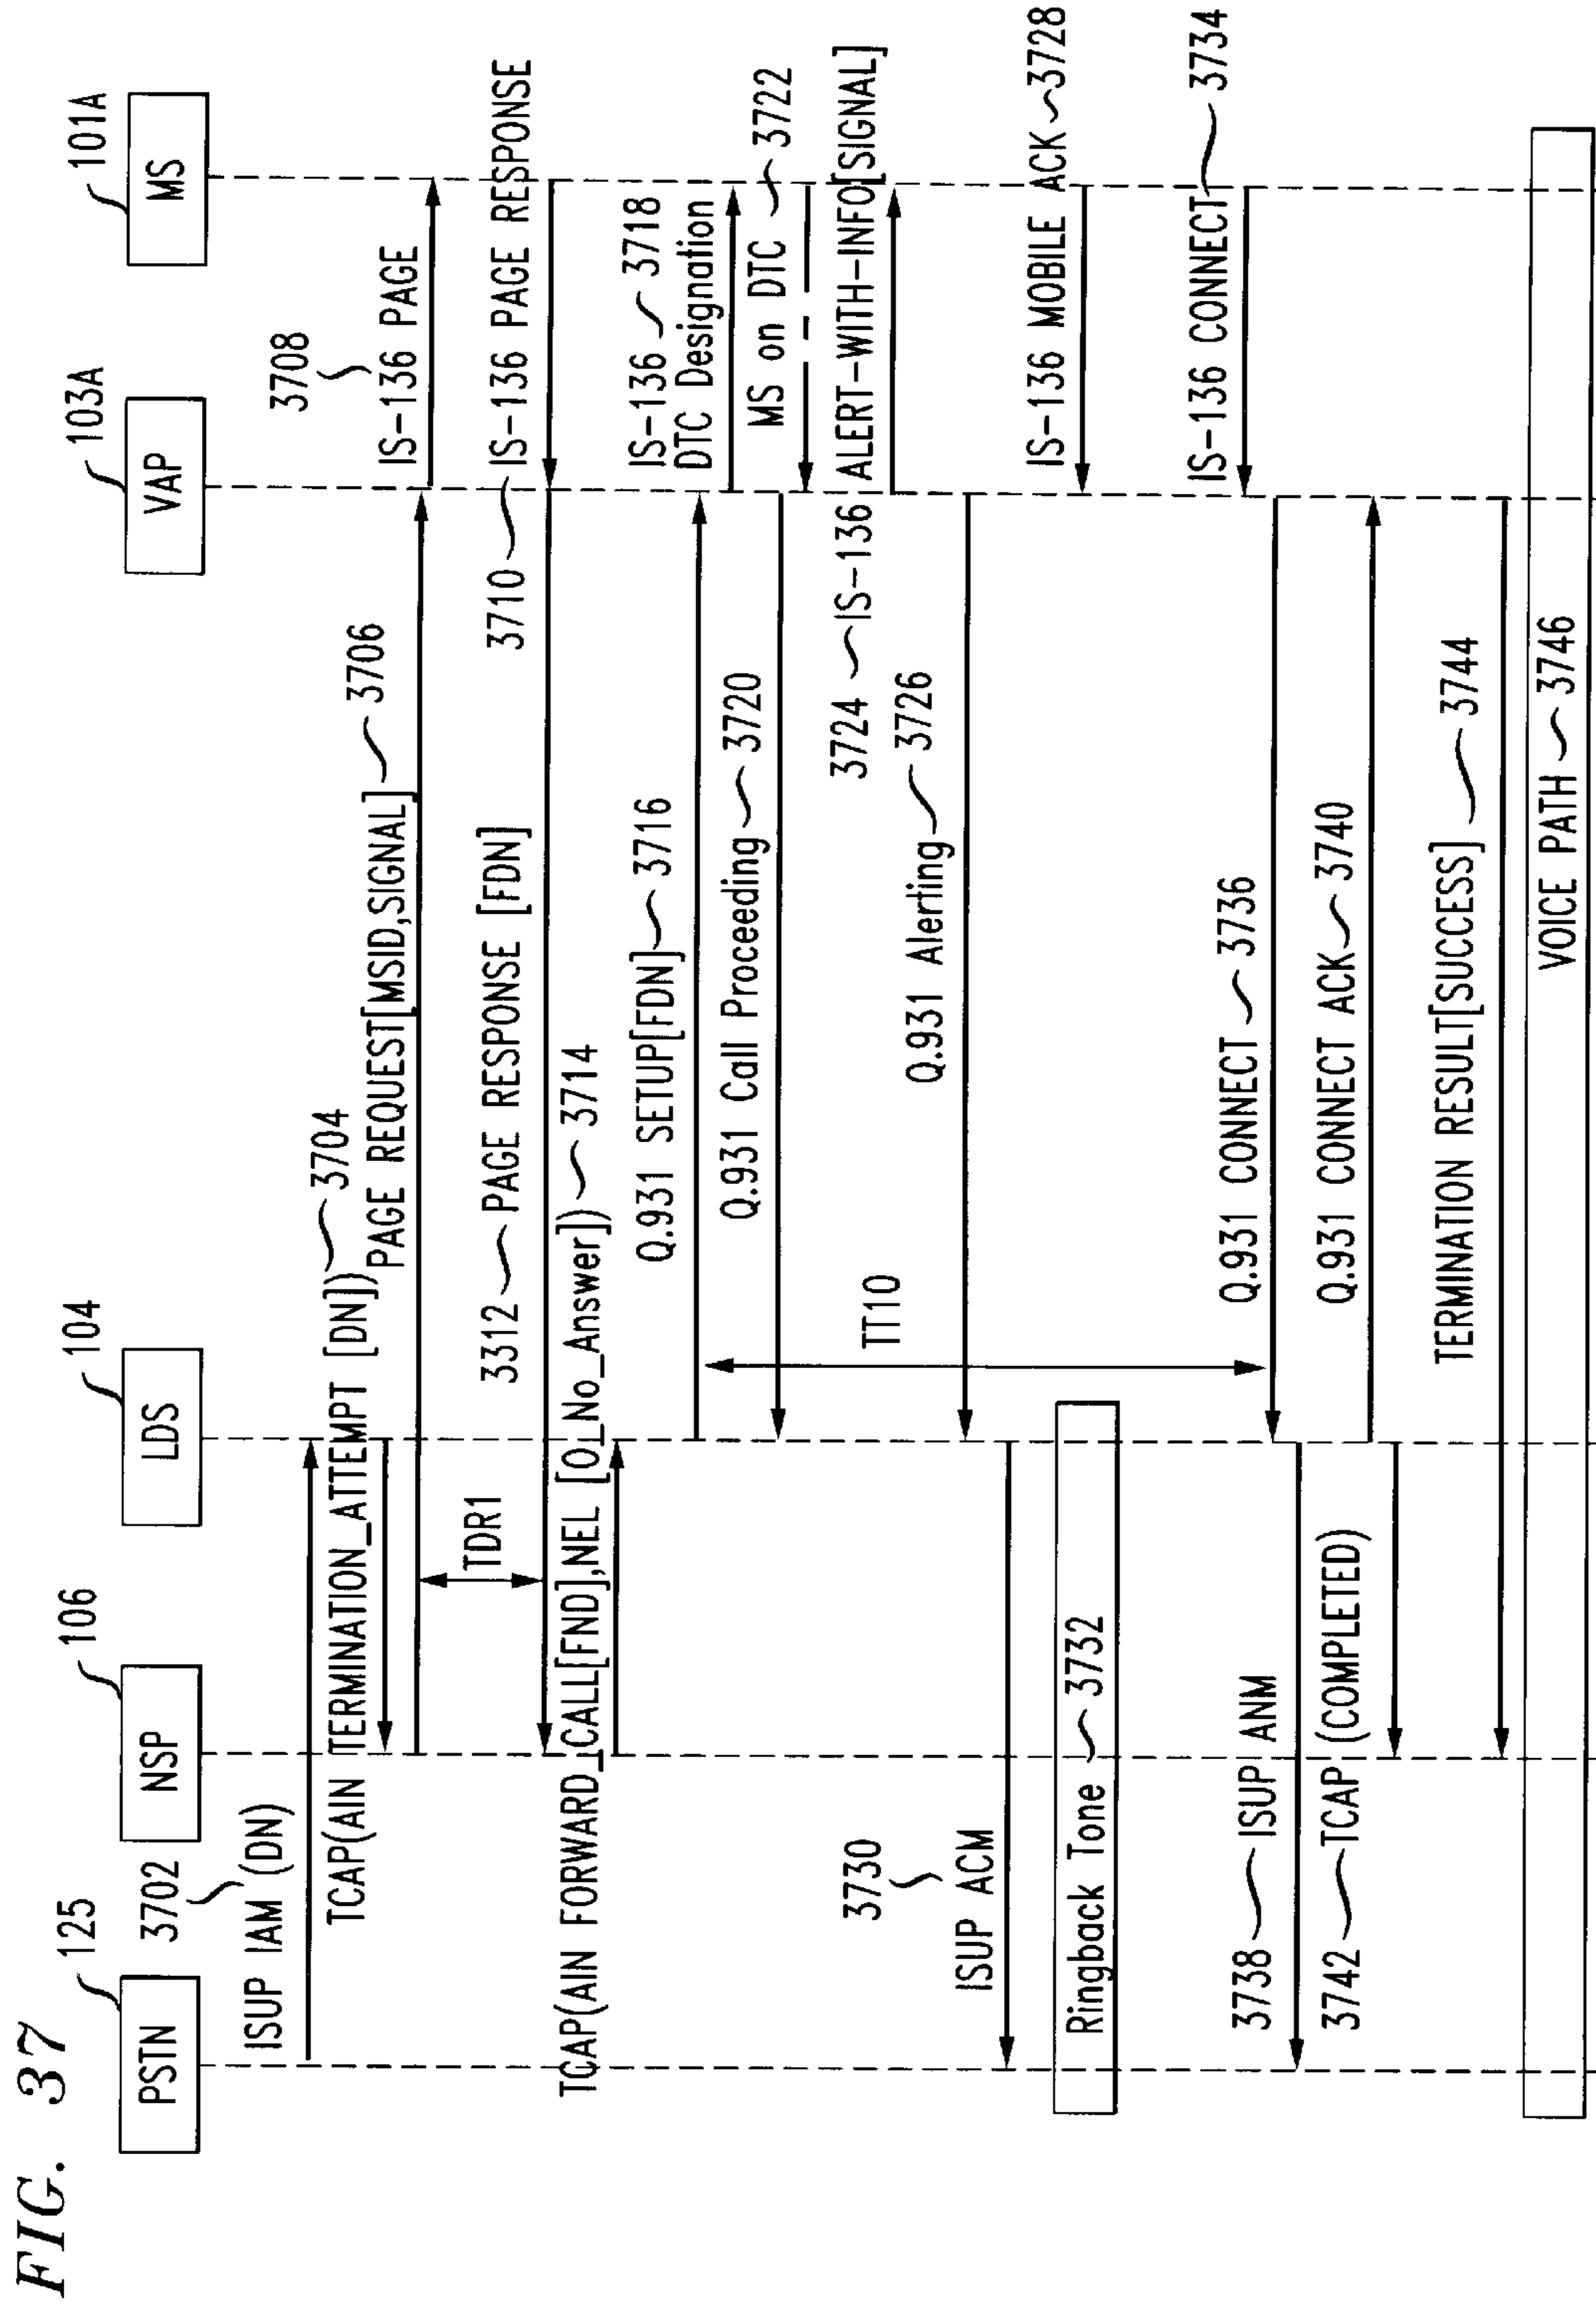 FIG. 37
PSTN
125
NSP
106
LDS
104
VAP
103A
MS
101A
3702
ISUP IAM (DN)
TCAP(AIN TERMINATION_ATTEMPT [DN])
3704
PAGE REQUEST[MSID,SIGNAL]
3706
3708
IS-136 PAGE
TDR1
3312
PAGE RESPONSE [FDN]
3710
IS-136 PAGE RESPONSE
TCAP(AIN FORWARD_CALL[FND],NEL [O_No_Answer])
3714
Q.931 SETUP[FDN]
3716
IS-136
3718
DTC Designation
Q.931 Call Proceeding
3720
MS on DTC
3722
3724
IS-136 ALERT-WITH-INFO[SIGNAL]
TT10
Q.931 Alerting
3726
3730
ISUP ACM
IS-136 MOBILE ACK
3728
Ringback Tone
3732
IS-136 CONNECT
3734
Q.931 CONNECT
3736
3738
ISUP ANM
Q.931 CONNECT ACK
3740
3742
TCAP (COMPLETED)
TERMINATION RESULT[SUCCESS]
3744
VOICE PATH
3746